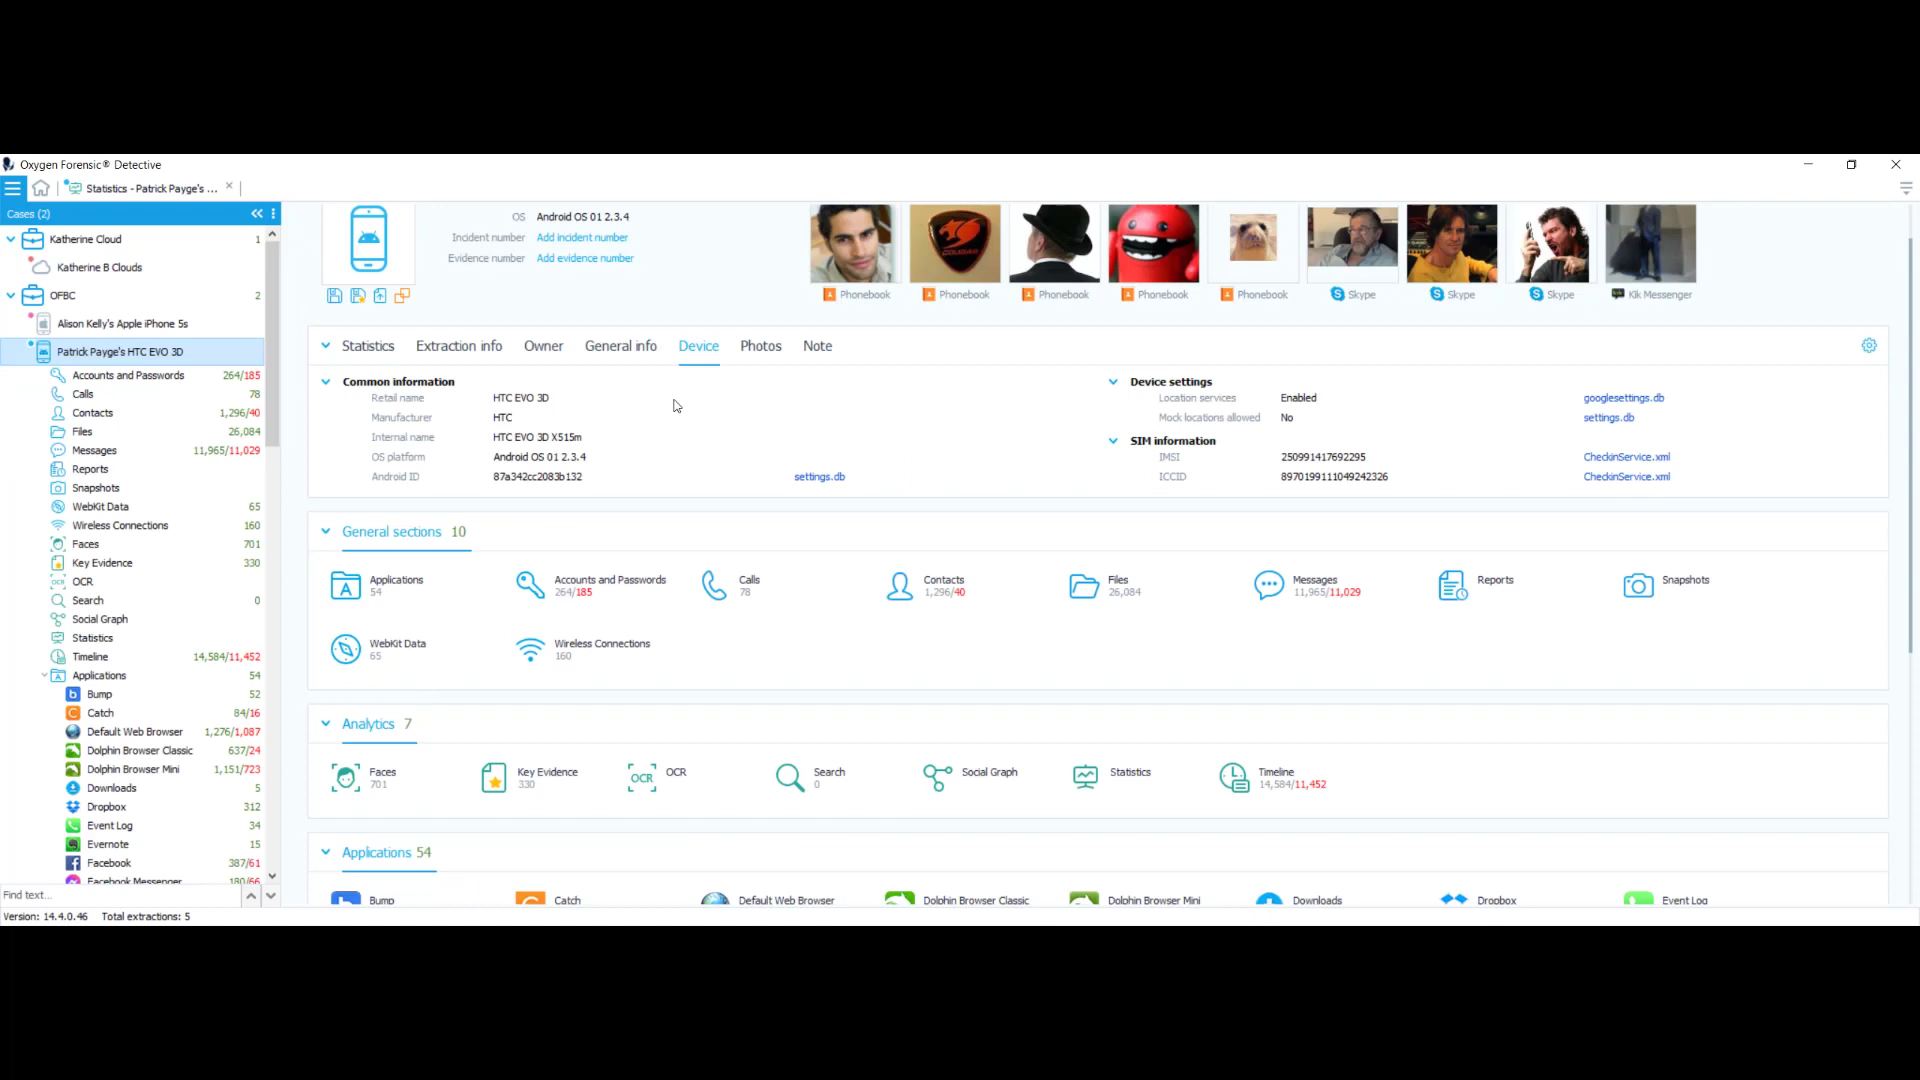 Oxygen Forensic® Detective
Statistics - Patrick Payge's ...
Cases (2)
Katherine Cloud 1
Katherine B Clouds
OFBC 2
Alison Kelly's Apple iPhone 5s
Patrick Payge's HTC EVO 3D
Accounts and Passwords 264/185
Calls 78
Contacts 1,296/40
Files 26,084
Messages 11,965/11,029
Reports
Snapshots
WebKit Data 65
Wireless Connections 160
Faces 701
Key Evidence 330
OCR OCR
Search 0
Social Graph
Statistics
Timeline 14,584/11,452
Applications 54
Bump 52
Catch 84/16
Default Web Browser 1,276/1,087
Dolphin Browser Classic 637/24
Dolphin Browser Mini 1,151/723
Downloads 5
Dropbox 312
Event Log 34
Evernote 15
Facebook 387/61
Facebook Messenger 180/66
Find text...
Version: 14.4.0.46 Total extractions: 5
OS Android OS 01 2.3.4
Incident number Add incident number
Evidence number Add evidence number
COUGAR
Phonebook Phonebook Phonebook Phonebook Phonebook Skype Skype Skype Kik Messenger
Statistics Extraction info Owner General info Device Photos Note
Common information
Retail name HTC EVO 3D
Manufacturer HTC
Internal name HTC EVO 3D X515m
OS platform Android OS 01 2.3.4
Android ID 87a342cc2083b132 settings.db
Device settings
Location services Enabled googlesettings.db
Mock locations allowed No settings.db
SIM information
IMSI 250991417692295 CheckinService.xml
ICCID 8970199111049242326 CheckinService.xml
General sections 10
Applications 54
Accounts and Passwords 264/185
Calls 78
Contacts 1,296/40
Files 26,084
Messages 11,965/11,029
Reports
Snapshots
WebKit Data 65
Wireless Connections 160
Analytics 7
Faces 701
Key Evidence 330
OCR OCR
Search 0
Social Graph
Statistics
Timeline 14,584/11,452
Applications 54
Bump Catch Default Web Browser Dolphin Browser Classic Dolphin Browser Mini Downloads Dropbox Event Log